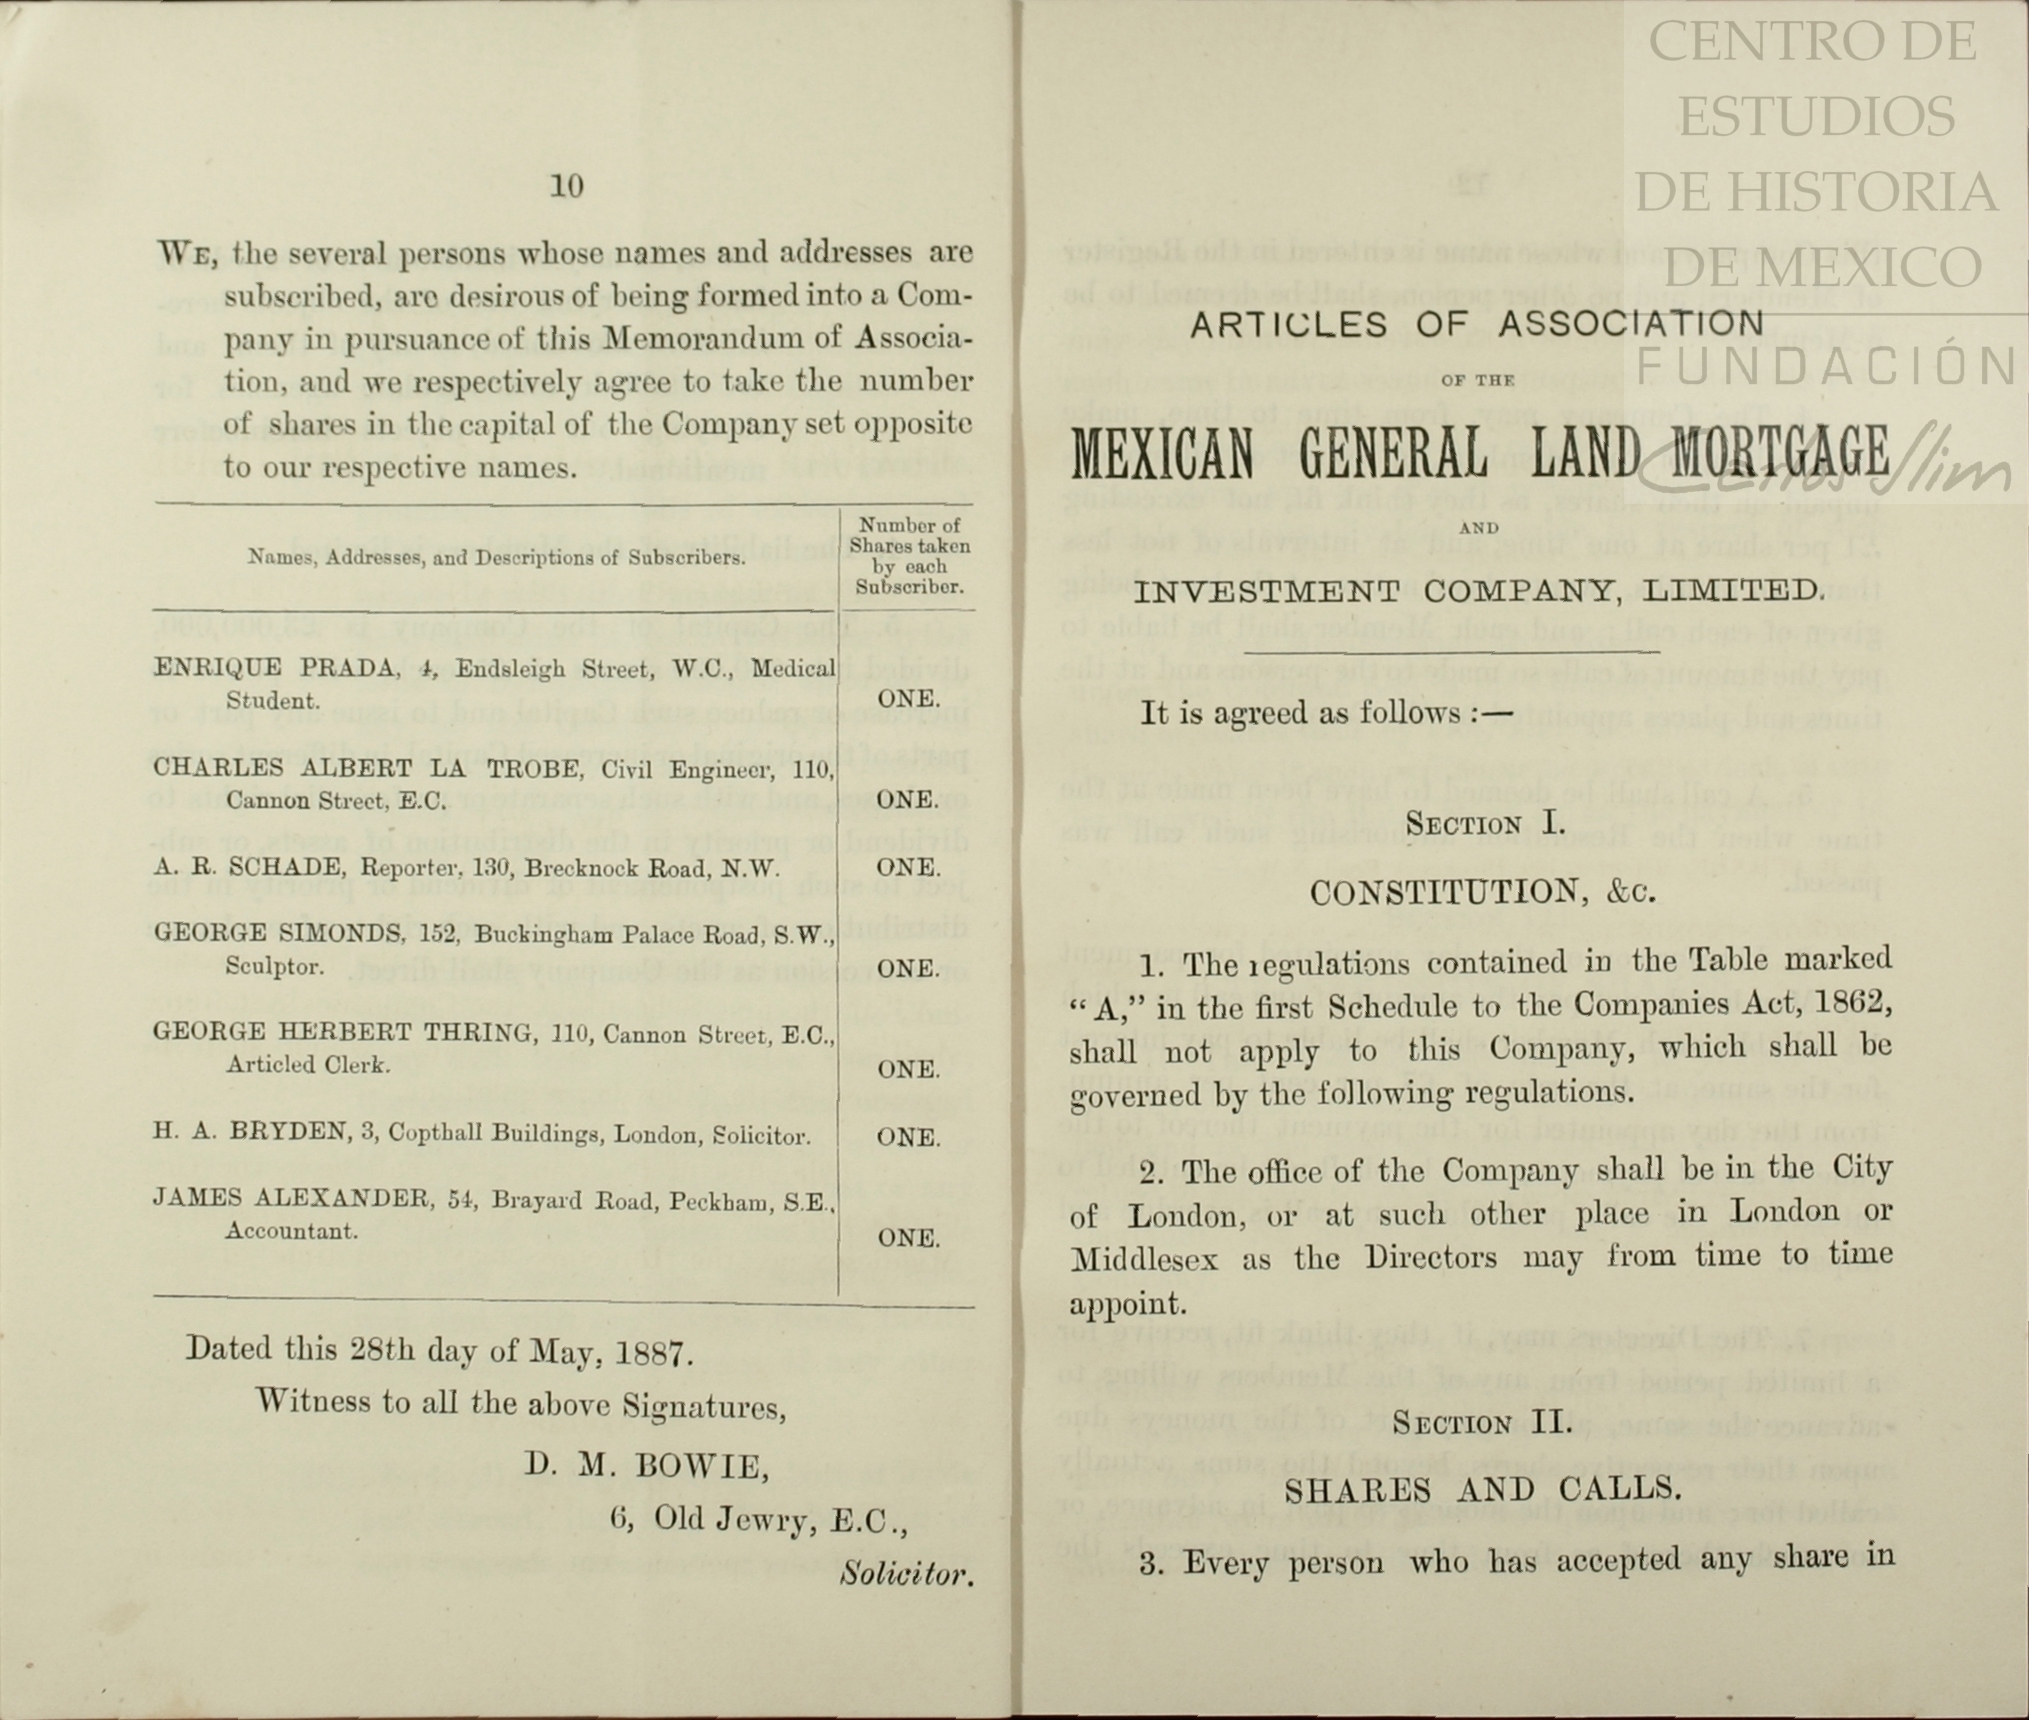 10
WE, the several persons whose names and addresses are
subscribed, are desirous of being formed into a Com-
pany in pursuance of this Memorandum of Associa-
tion, and we respectively agree to take the number
of shares in the capital of the Company set opposite
to our respective names.
Names, Addresses, and Descriptions of Subscribers.
Number of
Shares taken
by each
Subscriber.
ENRIQUE PRADA, 4, Endsleigh Street, W.C., Medical
Student. ONE.
CHARLES ALBERT LA TROBE, Civil Engineer, 110,
Cannon Street, E.C. ONE.
A. R. SCHADE, Reporter, 130, Brecknock Road, N.W. ONE.
GEORGE SIMONDS, 152, Buckingham Palace Road, S.W.,
Sculptor. ONE.
GEORGE HERBERT THRING, 110, Cannon Street, E.C.,
Articled Clerk. ONE.
H. A. BRYDEN, 3, Copthall Buildings, London, Solicitor. ONE.
JAMES ALEXANDER, 54, Brayard Road, Peckham, S.E.,
Accountant. ONE.
Dated this 28th day of May, 1887.
Witness to all the above Signatures,
D. M. BOWIE,
6, Old Jewry, E.C.,
Solicitor.
CENTRO DE
ESTUDIOS
DE HISTORIA
DE MEXICO
FUNDACIÓN
Carlos Slim
ARTICLES OF ASSOCIATION
OF THE
MEXICAN GENERAL LAND MORTGAGE
AND
INVESTMENT COMPANY, LIMITED.
It is agreed as follows :—
SECTION I.
CONSTITUTION, &c.
1. The regulations contained in the Table marked
“A,” in the first Schedule to the Companies Act, 1862,
shall not apply to this Company, which shall be
governed by the following regulations.
2. The office of the Company shall be in the City
of London, or at such other place in London or
Middlesex as the Directors may from time to time
appoint.
SECTION II.
SHARES AND CALLS.
3. Every person who has accepted any share in